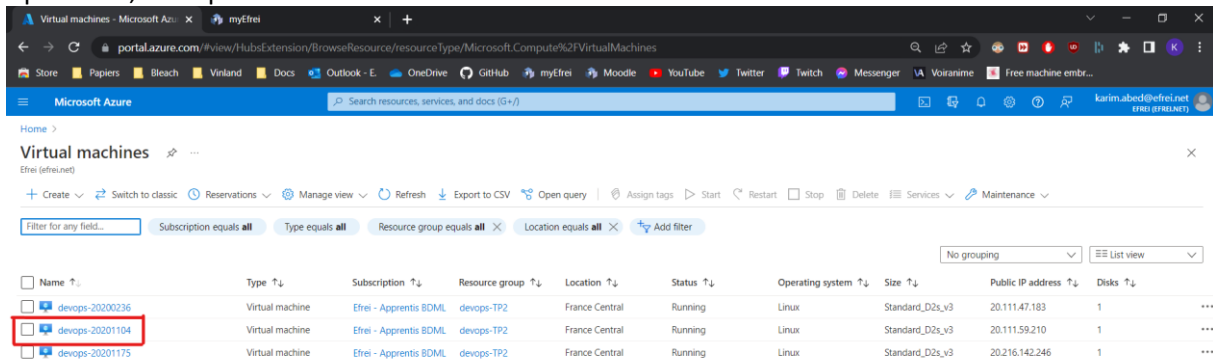 Virtual machines - Microsoft Azu
myEfrei
portal.azure.com/#view/HubsExtension/BrowseResource/resourceType/Microsoft.Compute%2FVirtualMachines
Store Papiers Bleach Vinland Docs Outlook - E. OneDrive GitHub myEfrei Moodle YouTube Twitter Twitch Messenger Voiranime Free machine embr...
Microsoft Azure
Search resources, services, and docs (G+/)
karim.abed@efrei.net
EFREI (EFREI.NET)
Home >
Virtual machines
Efrei (efrei.net)
Create Switch to classic Reservations Manage view Refresh Export to CSV Open query Assign tags Start Restart Stop Delete Services Maintenance
Filter for any field... Subscription equals all Type equals all Resource group equals all Location equals all Add filter
No grouping List view
Name Type Subscription Resource group Location Status Operating system Size Public IP address Disks
devops-20200236 Virtual machine Efrei - Apprentis BDML devops-TP2 France Central Running Linux Standard_D2s_v3 20.111.47.183 1
devops-20201104 Virtual machine Efrei - Apprentis BDML devops-TP2 France Central Running Linux Standard_D2s_v3 20.111.59.210 1
devops-20201175 Virtual machine Efrei - Apprentis BDML devops-TP2 France Central Running Linux Standard_D2s_v3 20.216.142.246 1